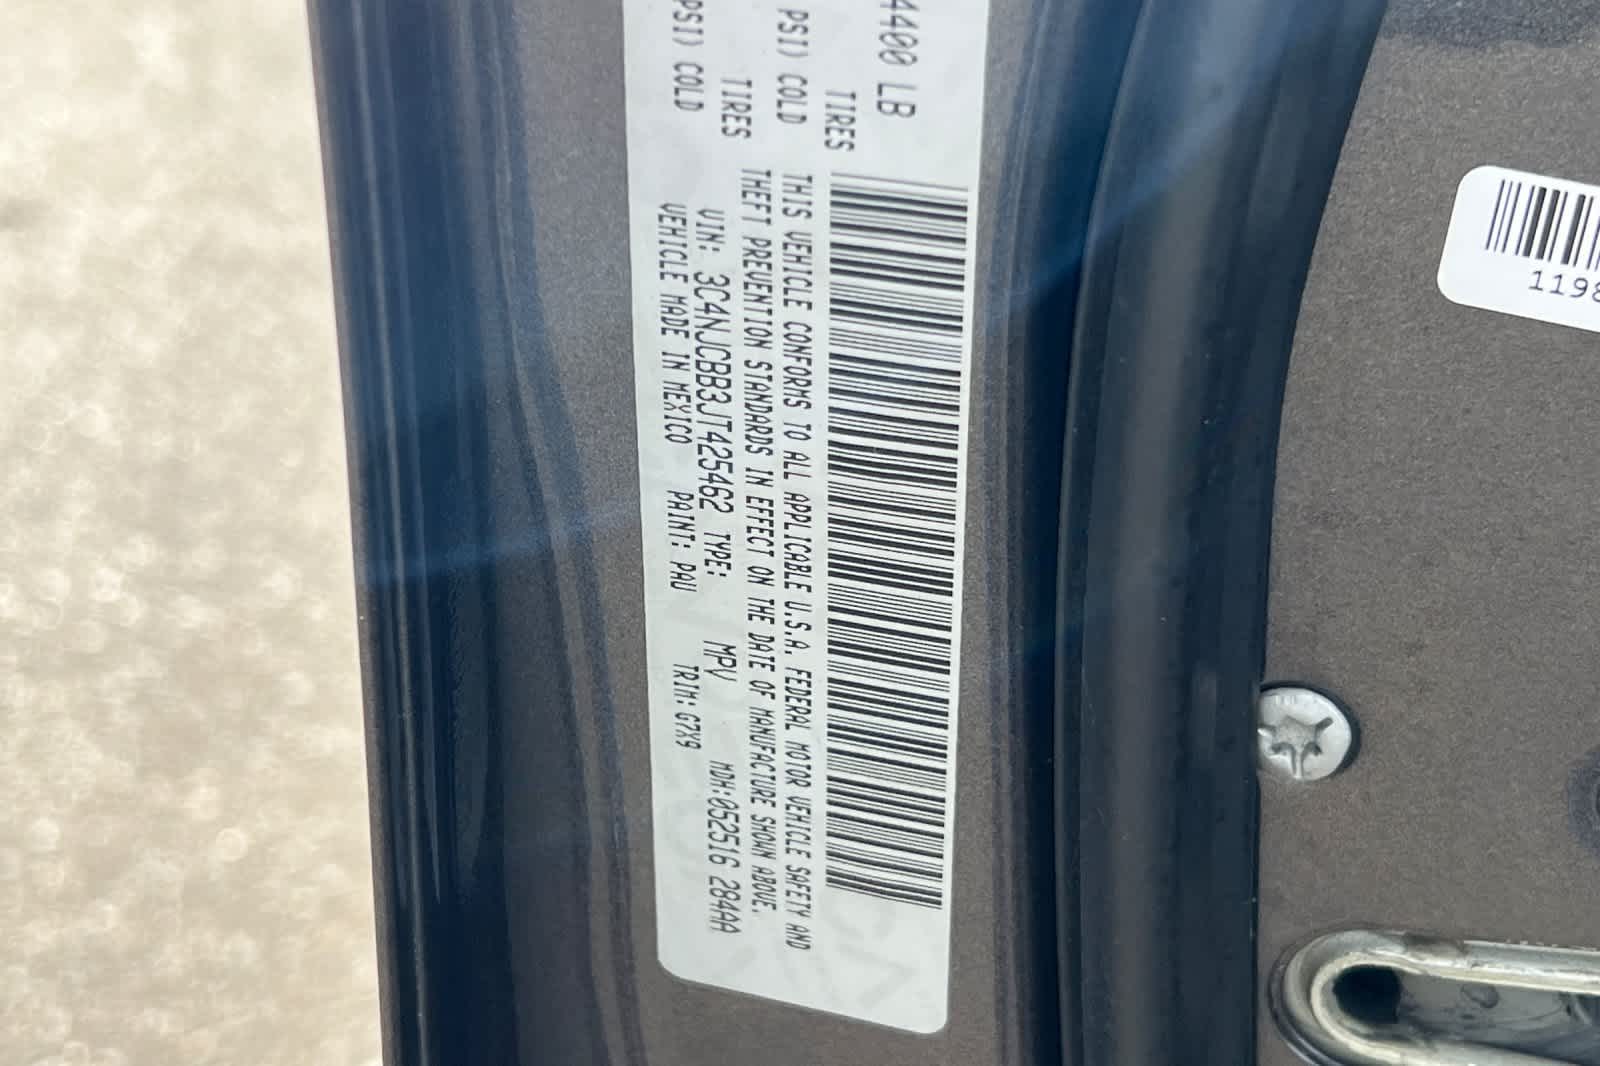 4400 LB
TIRES
PSI) COLD
TIRES
PSI) COLD
THIS VEHICLE CONFORMS TO ALL APPLICABLE U.S.A. FEDERAL MOTOR VEHICLE SAFETY AND
THEFT PREVENTION STANDARDS IN EFFECT ON THE DATE OF MANUFACTURE SHOWN ABOVE.
VIN: 3C4NJCBB3JT425462 TYPE: MPV MDH:052516 284AA
VEHICLE MADE IN MEXICO PAINT: PAU TRIM: G7X9
1198